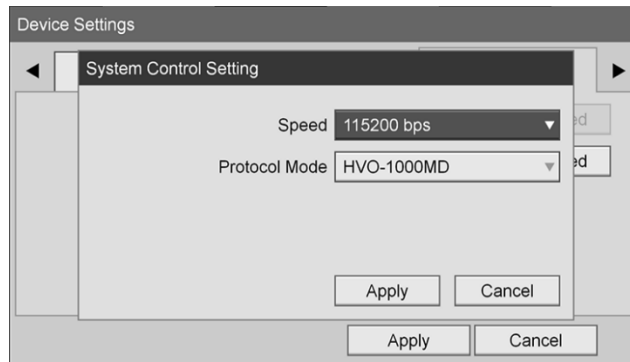 Device Settings
System Control Setting
Speed 115200 bps
Protocol Mode HVO-1000MD
Apply Cancel
Apply Cancel